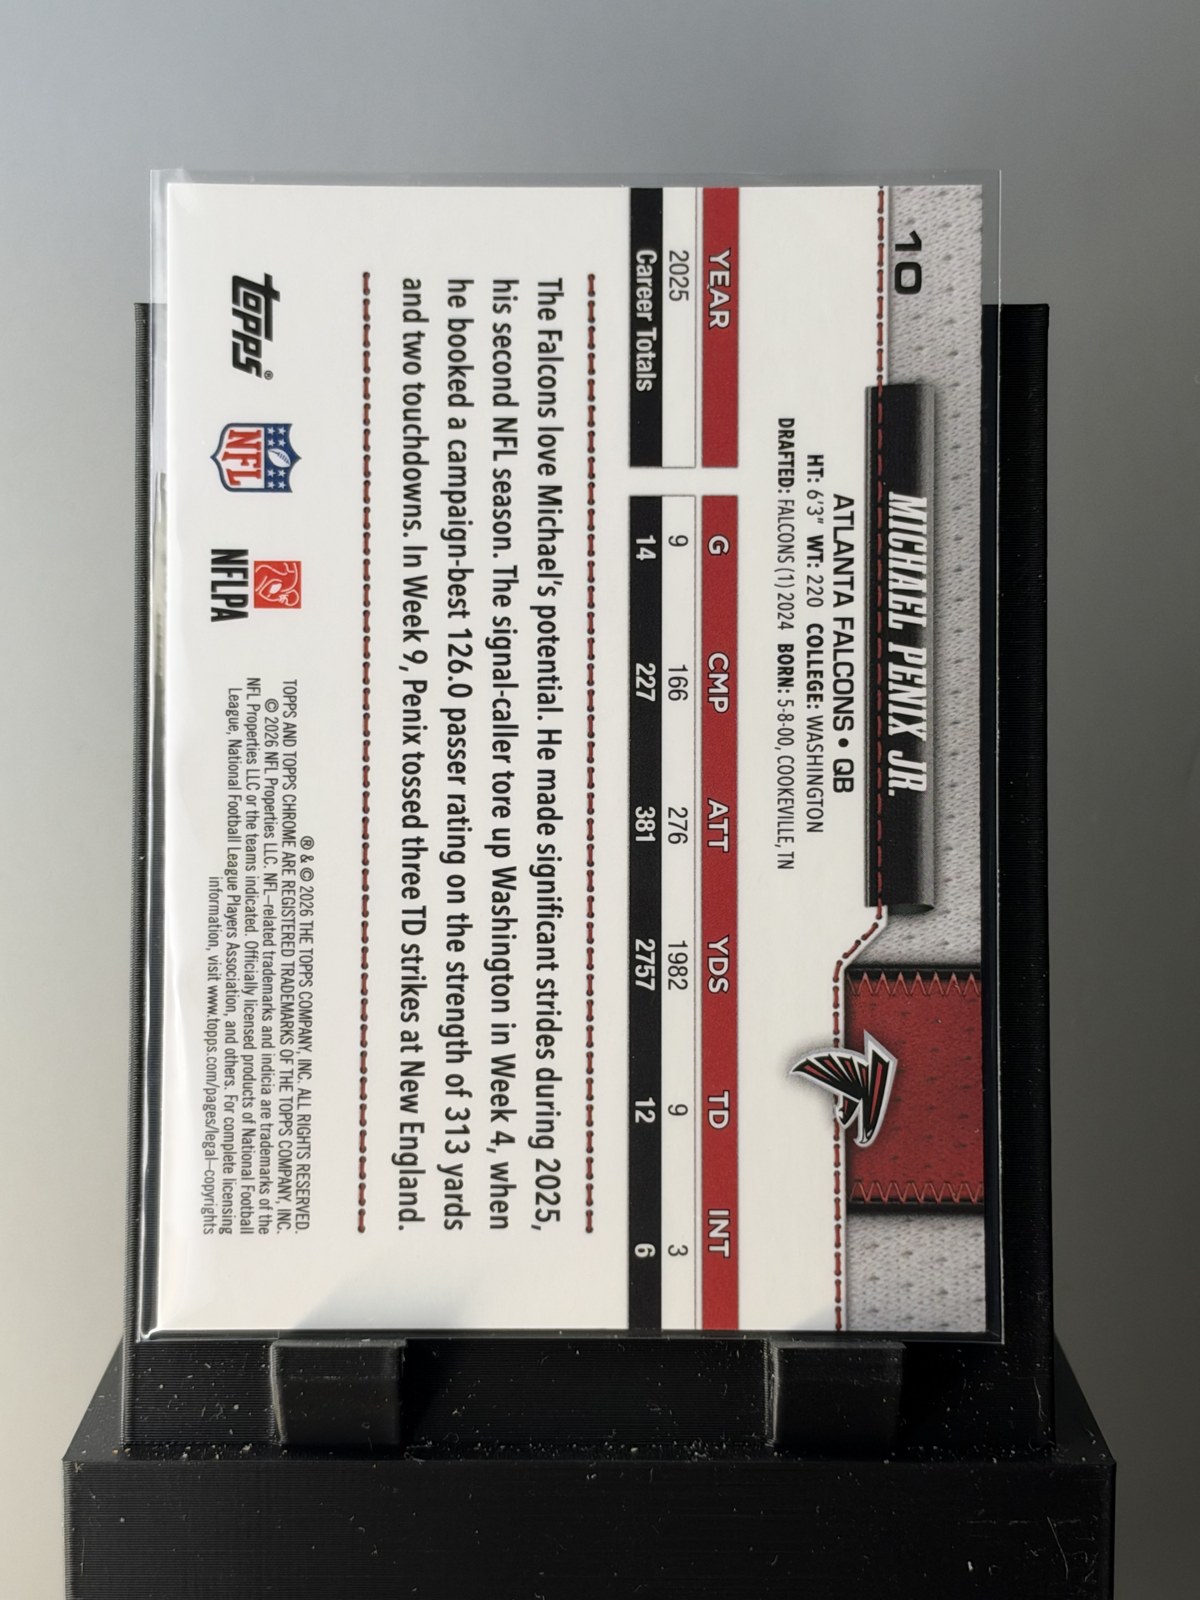 10
MICHAEL PENIX JR.
ATLANTA FALCONS • QB
HT: 6'3" WT: 220 COLLEGE: WASHINGTON
DRAFTED: FALCONS (1) 2024 BORN: 5-8-00, COOKEVILLE, TN
YEAR G CMP ATT YDS TD INT
2025 9 166 276 1982 9 3
Career Totals 14 227 381 2757 12 6
The Falcons love Michael's potential. He made significant strides during 2025,
his second NFL season. The signal-caller tore up Washington in Week 4, when
he booked a campaign-best 126.0 passer rating on the strength of 313 yards
and two touchdowns. In Week 9, Penix tossed three TD strikes at New England.
topps®
NFL
NFLPA
® & © 2026 THE TOPPS COMPANY, INC. ALL RIGHTS RESERVED.
TOPPS AND TOPPS CHROME ARE REGISTERED TRADEMARKS OF THE TOPPS COMPANY, INC.
© 2026 NFL Properties LLC. NFL-related trademarks and indicia are trademarks of the
NFL Properties LLC or the teams indicated. Officially licensed products of National Football
League, National Football League Players Association, and others. For complete licensing
information, visit www.topps.com/pages/legal-copyrights